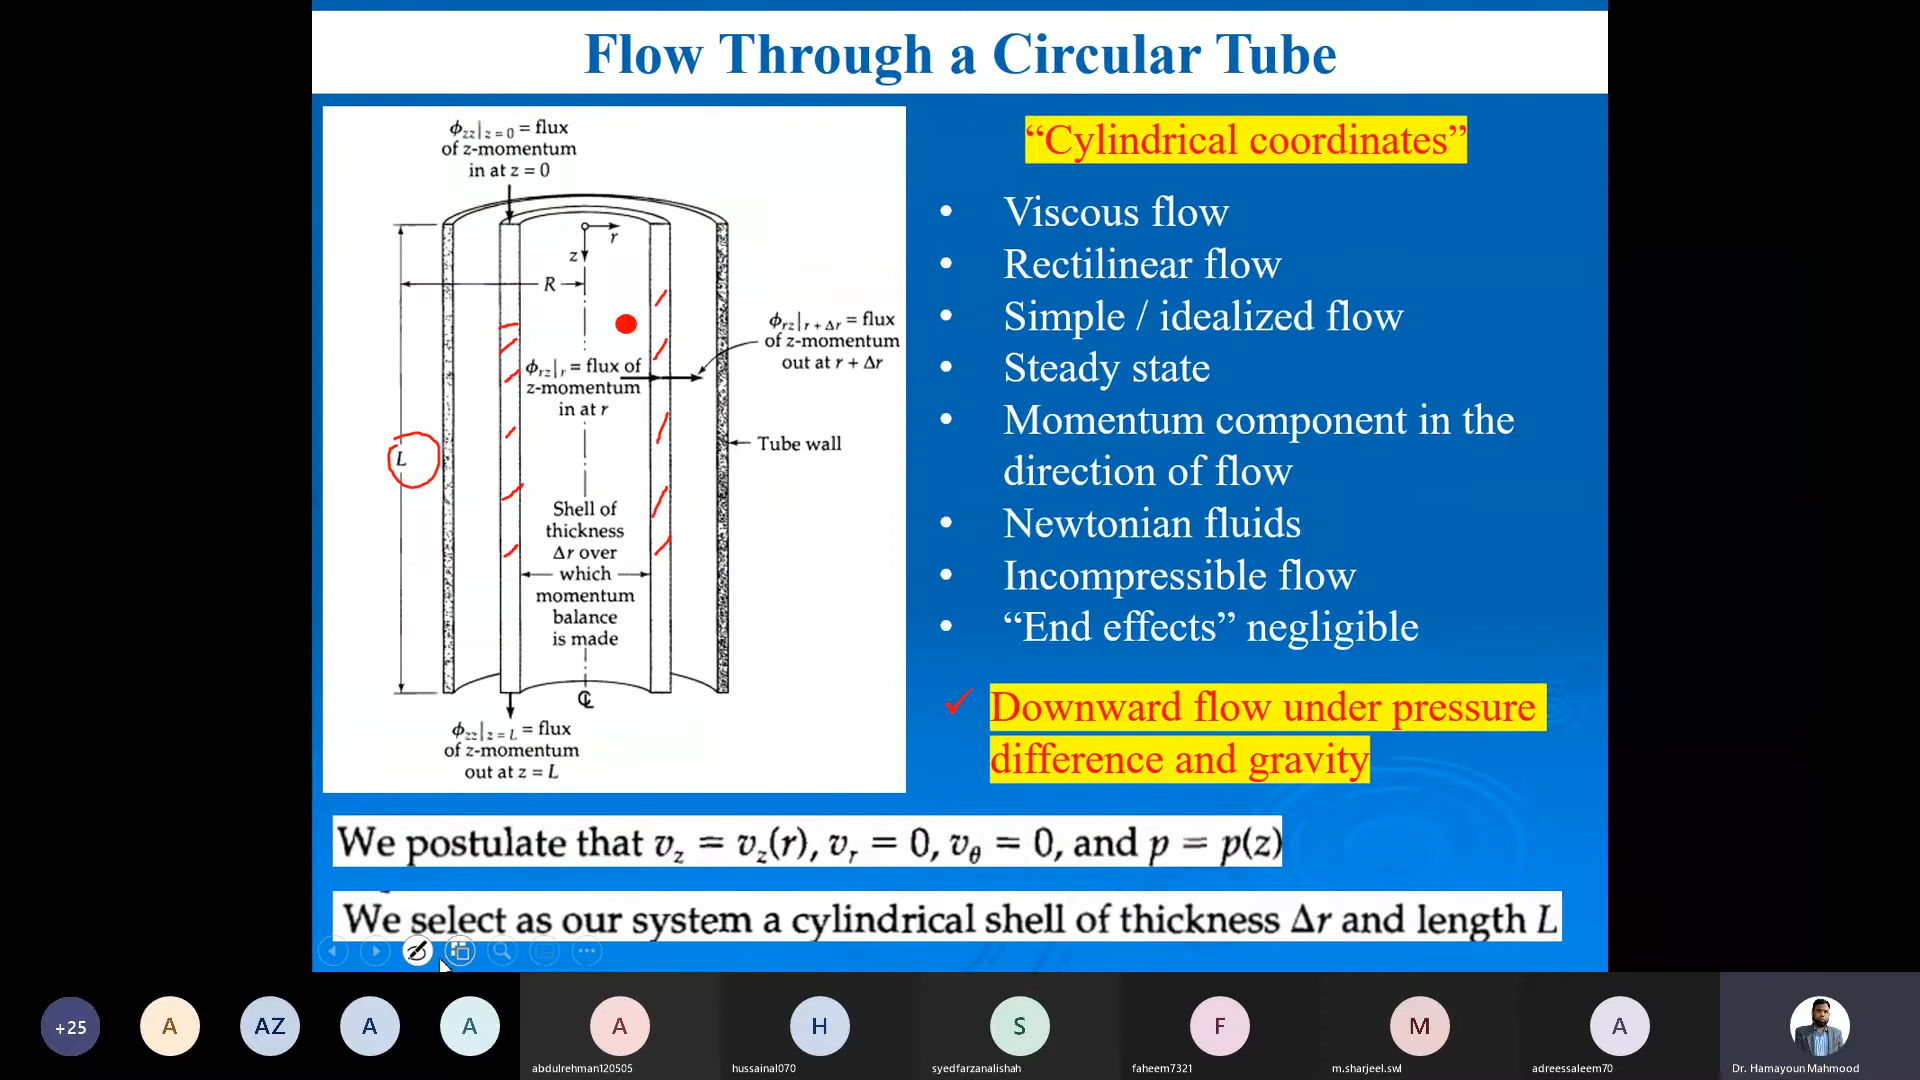 Flow Through a Circular Tube
ϕzz|z = 0 = flux
of z-momentum
in at z = 0
r
z
R
ϕrz|r + Δr = flux
of z-momentum
out at r + Δr
ϕrz|r = flux of
z-momentum
in at r
L
Tube wall
Shell of
thickness
Δr over
which
momentum
balance
is made
℄
ϕzz|z = L = flux
of z-momentum
out at z = L
“Cylindrical coordinates”
• Viscous flow
• Rectilinear flow
• Simple / idealized flow
• Steady state
• Momentum component in the
direction of flow
• Newtonian fluids
• Incompressible flow
• “End effects” negligible
✓ Downward flow under pressure
difference and gravity
We postulate that vz = vz(r), vr = 0, vθ = 0, and p = p(z)
We select as our system a cylindrical shell of thickness Δr and length L
+25
A
AZ
A
A
A
H
S
F
M
A
abdulrehman120505
hussainal070
syedfarzanalishah
faheem7321
m.sharjeel.swl
adreessaleem70
Dr. Hamayoun Mahmood